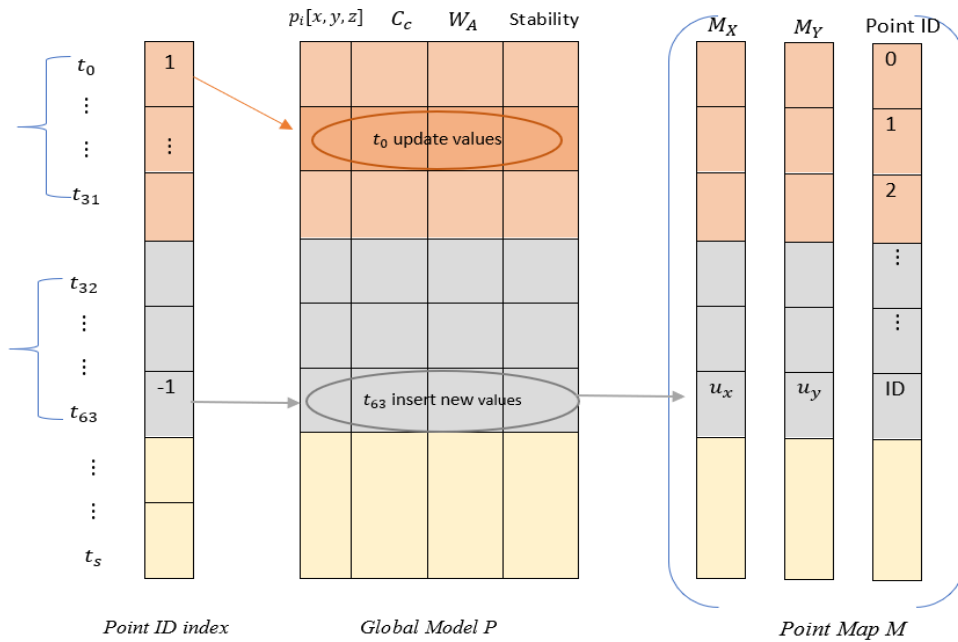 p_i[x, y, z] C_c W_A Stability
M_X M_Y Point ID
t_0 1 0
⋮ t_0 update values 1
⋮ ⋮
t_31 2
t_32 ⋮
⋮ ⋮
⋮
-1 t_63 insert new values u_x u_y ID
t_63
⋮
⋮
t_s
Point ID index Global Model P Point Map M